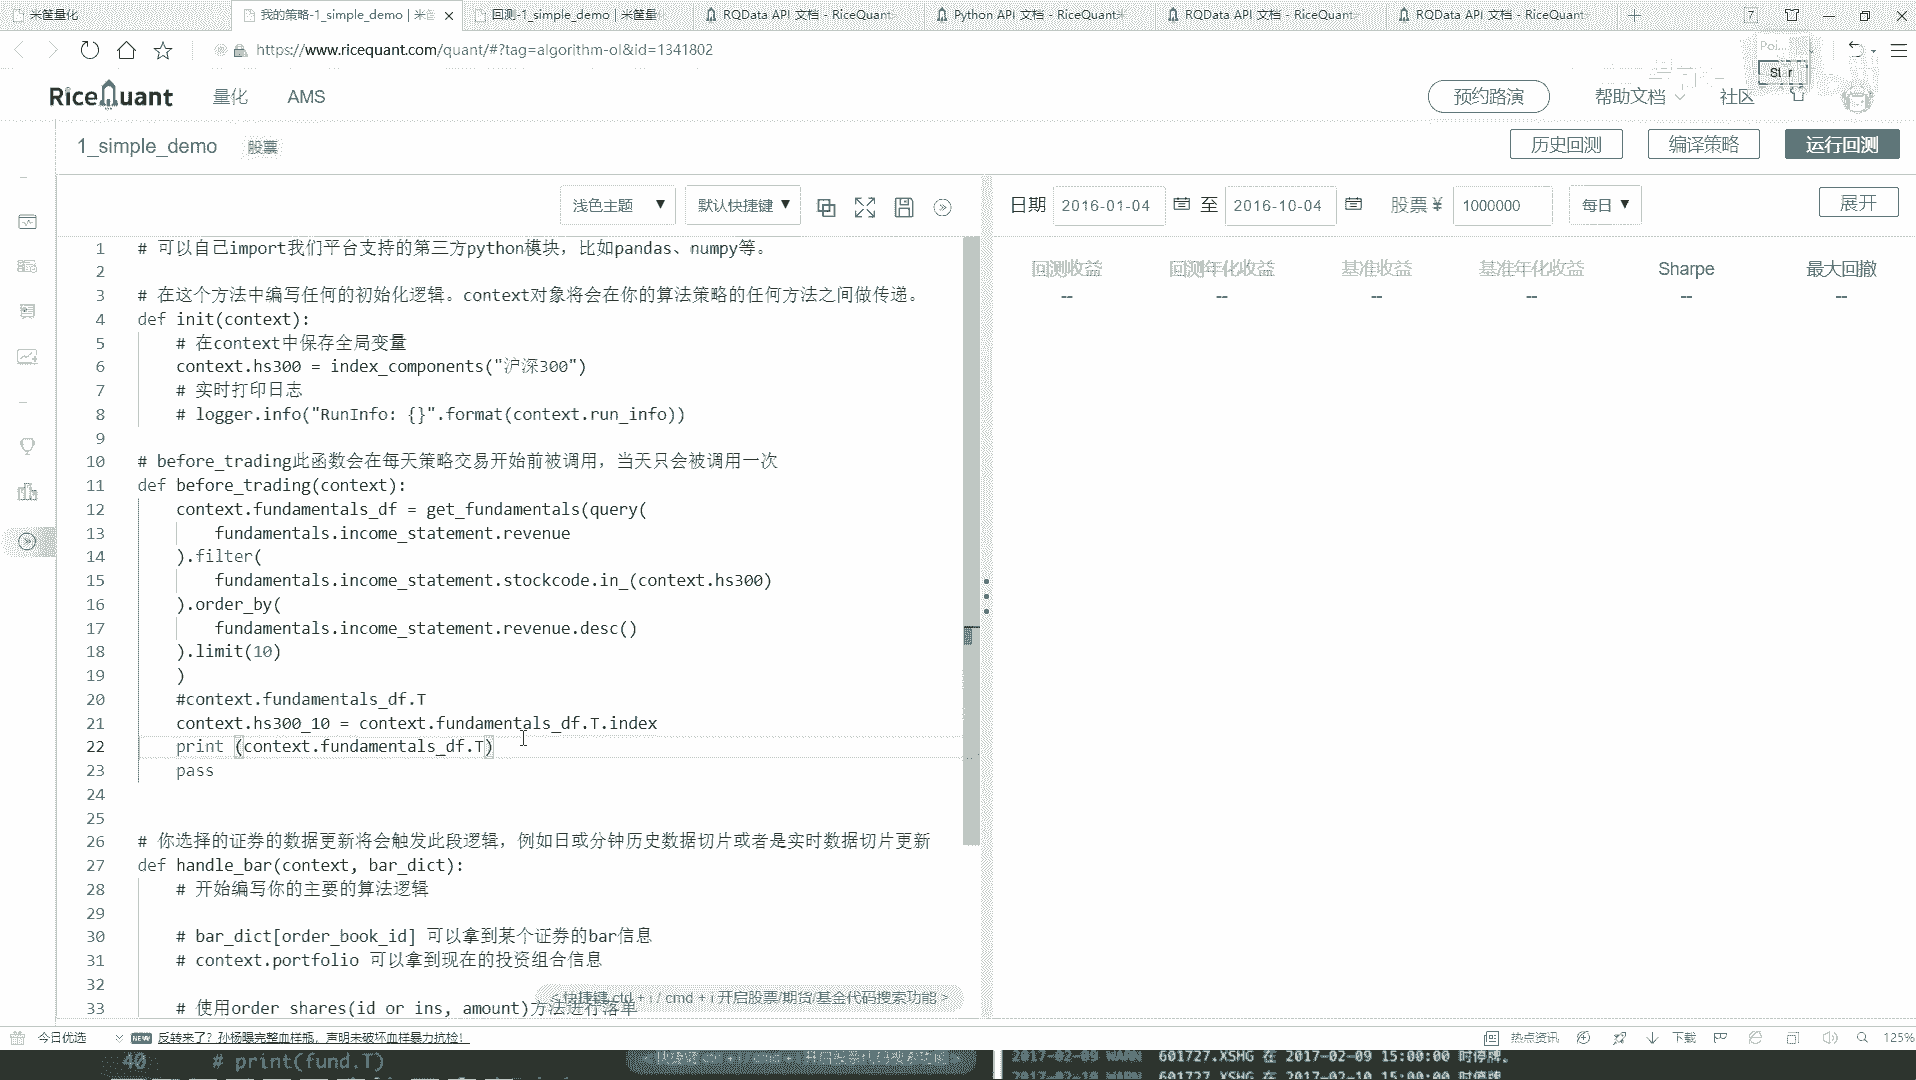 米筐量化
我的策略-1_simple_demo | 米筐
回测-1_simple_demo | 米筐量
RQData API 文档 - RiceQuant
Python API 文档 - RiceQuant
RQData API 文档 - RiceQuant
RQData API 文档 - RiceQuant
7
https://www.ricequant.com/quant/#?tag=algorithm-ol&id=1341802
RiceQuant
量化
AMS
预约路演
帮助文档
社区
1_simple_demo
股票
历史回测
编译策略
运行回测
浅色主题
默认快捷键
日期
2016-01-04
至
2016-10-04
股票 ¥
1000000
每日
展开
回测收益
回测年化收益
基准收益
基准年化收益
Sharpe
最大回撤
--
--
--
--
--
--
1 # 可以自己import我们平台支持的第三方python模块，比如pandas、numpy等。
2
3 # 在这个方法中编写任何的初始化逻辑。context对象将会在你的算法策略的任何方法之间做传递。
4 def init(context):
5 # 在context中保存全局变量
6 context.hs300 = index_components("沪深300")
7 # 实时打印日志
8 # logger.info("RunInfo: {}".format(context.run_info))
9
10 # before_trading此函数会在每天策略交易开始前被调用，当天只会被调用一次
11 def before_trading(context):
12 context.fundamentals_df = get_fundamentals(query(
13 fundamentals.income_statement.revenue
14 ).filter(
15 fundamentals.income_statement.stockcode.in_(context.hs300)
16 ).order_by(
17 fundamentals.income_statement.revenue.desc()
18 ).limit(10)
19 )
20 #context.fundamentals_df.T
21 context.hs300_10 = context.fundamentals_df.T.index
22 print (context.fundamentals_df.T)
23 pass
24
25
26 # 你选择的证券的数据更新将会触发此段逻辑，例如日或分钟历史数据切片或者是实时数据切片更新
27 def handle_bar(context, bar_dict):
28 # 开始编写你的主要的算法逻辑
29
30 # bar_dict[order_book_id] 可以拿到某个证券的bar信息
31 # context.portfolio 可以拿到现在的投资组合信息
32
33 # 使用order_shares(id_or_ins, amount)方法进行落单
<快捷键 ctrl + i / cmd + i 开启股票/期货/基金代码搜索功能 >
今日优选
NEW
反转来了？孙杨曝完整血样瓶，声明未破坏血样暴力抗检！
热点资讯
下载
125%
40 # print(fund.T)
2017-02-09 WARN 601727.XSHG 在 2017-02-09 15:00:00 时停牌。
2017-02-10 WARN 601727.XSHG 在 2017-02-10 15:00:00 时停牌。